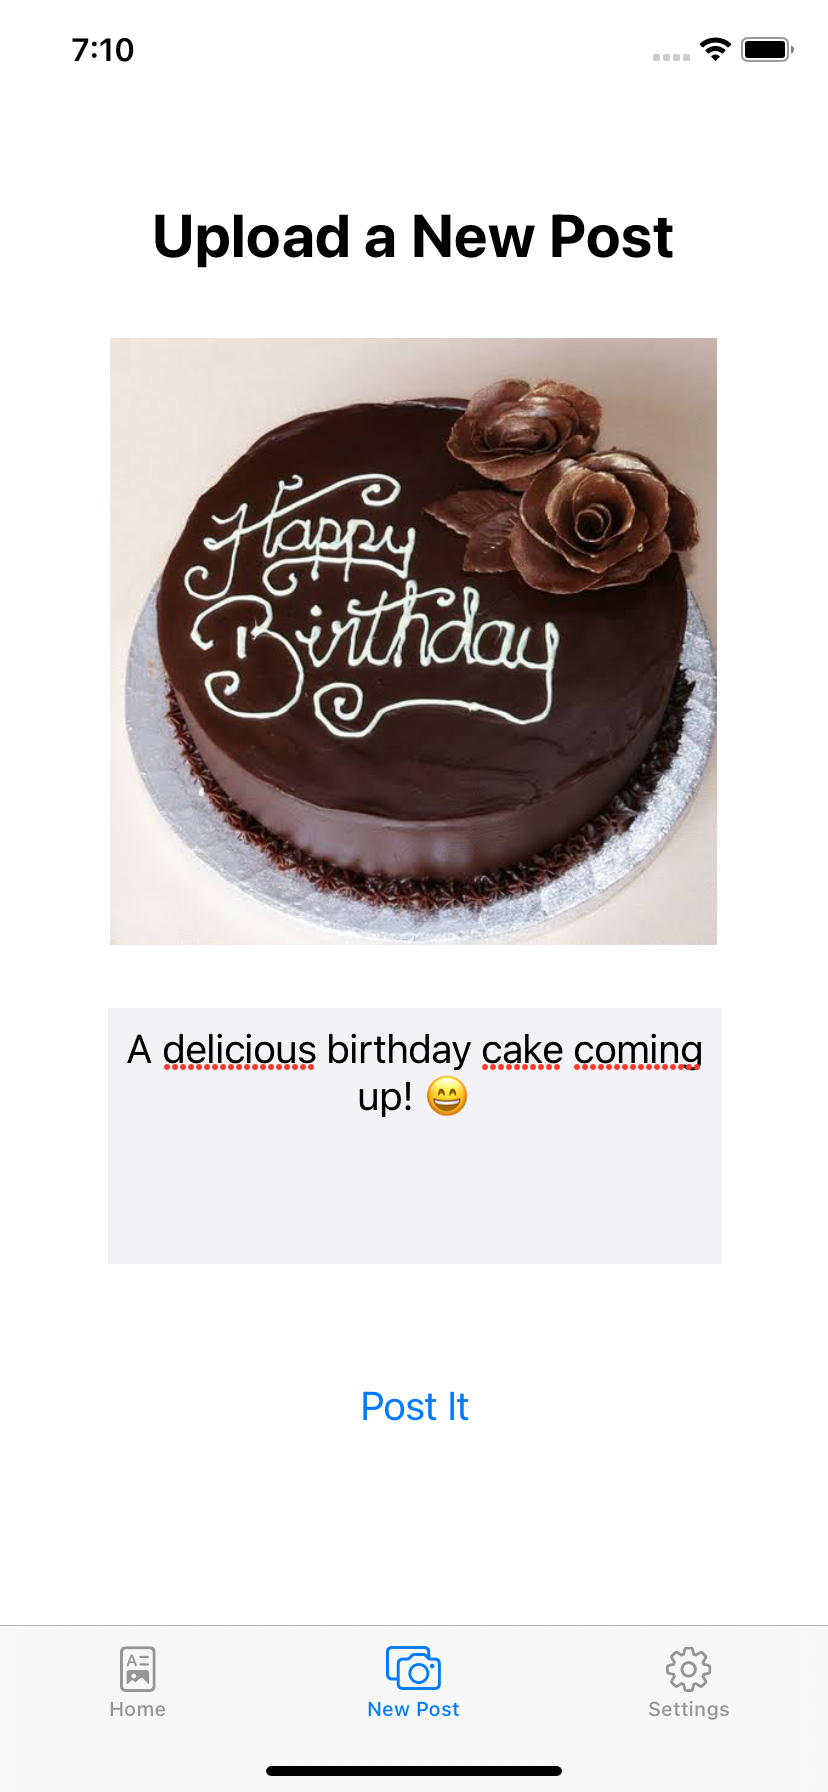 7:10
Upload a New Post
Happy
Birthday
A delicious birthday cake coming
up! 😄
Post It
Home
New Post
Settings